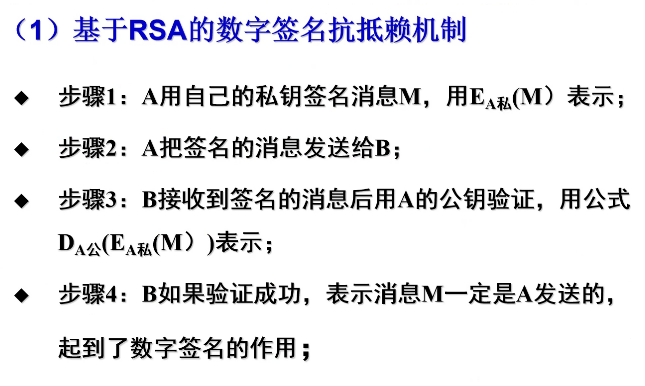 （1）基于RSA的数字签名抗抵赖机制
◆ 步骤1：A用自己的私钥签名消息M，用EA私(M）表示；
◆ 步骤2：A把签名的消息发送给B；
◆ 步骤3：B接收到签名的消息后用A的公钥验证，用公式
DA公(EA私(M）)表示；
◆ 步骤4：B如果验证成功，表示消息M一定是A发送的，
起到了数字签名的作用；